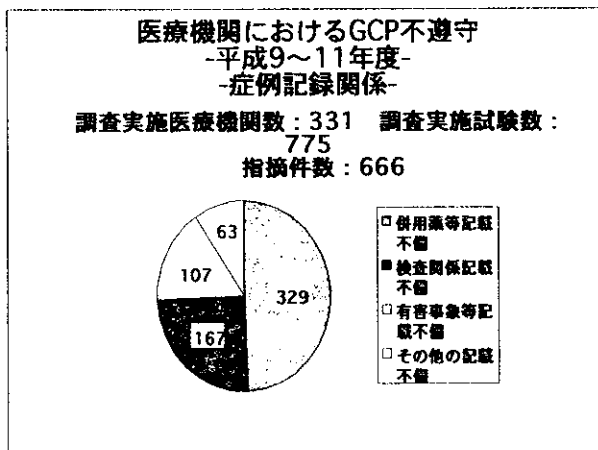 医療機関におけるGCP不遵守
-平成9～11年度-
-症例記録関係-
調査実施医療機関数：331　調査実施試験数：
775
指摘件数：666
63
107
329
167
併用薬等記載
不備
検査関係記載
不備
有害事象等記
載不備
その他の記載
不備